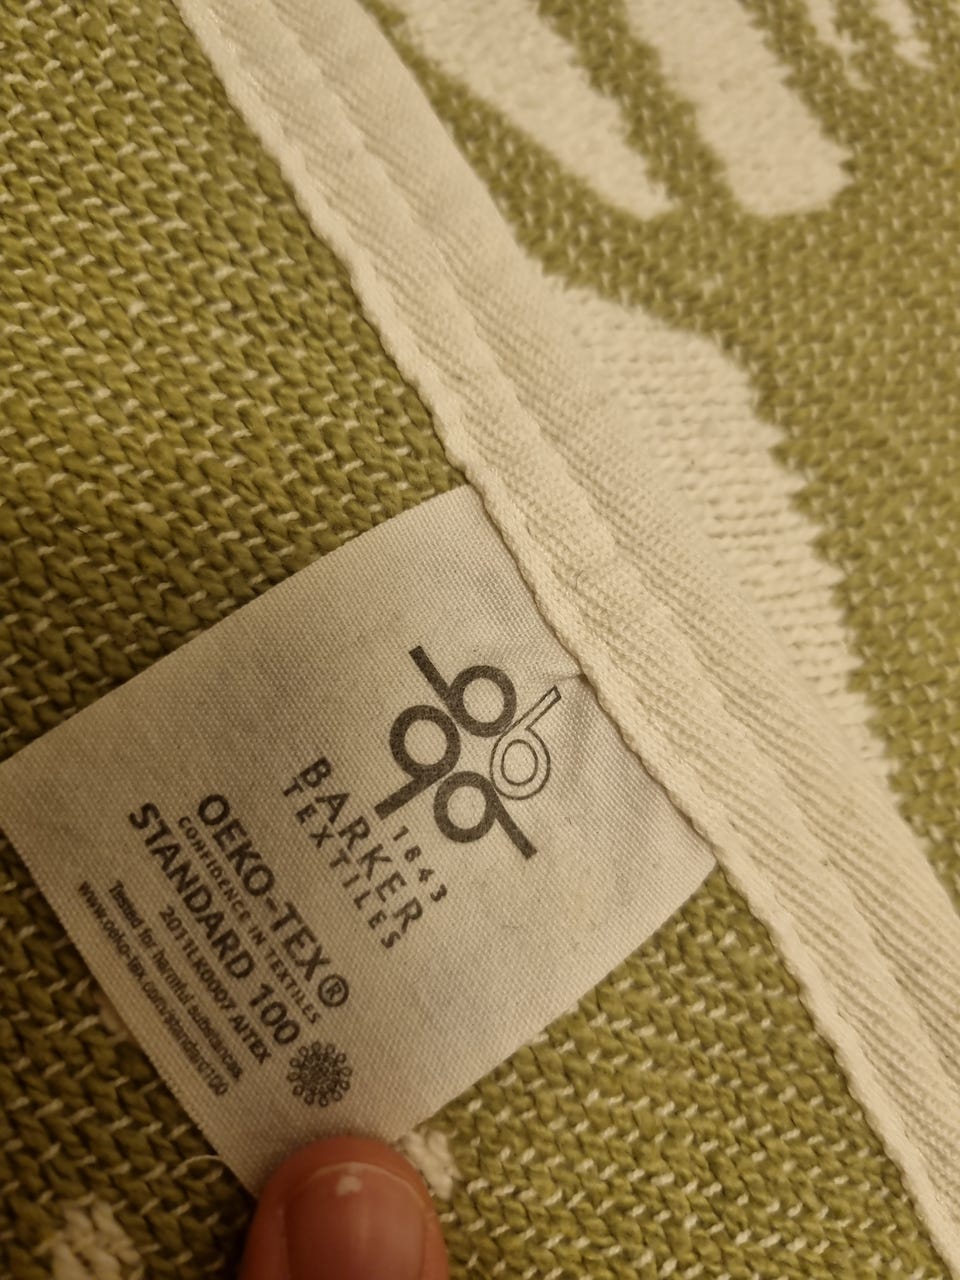 1843
BARKER
TEXTILES
OEKO-TEX®
CONFIDENCE IN TEXTILES
STANDARD 100
2011LK0007 AITEX
Tested for harmful substances.
www.oeko-tex.com/standard100